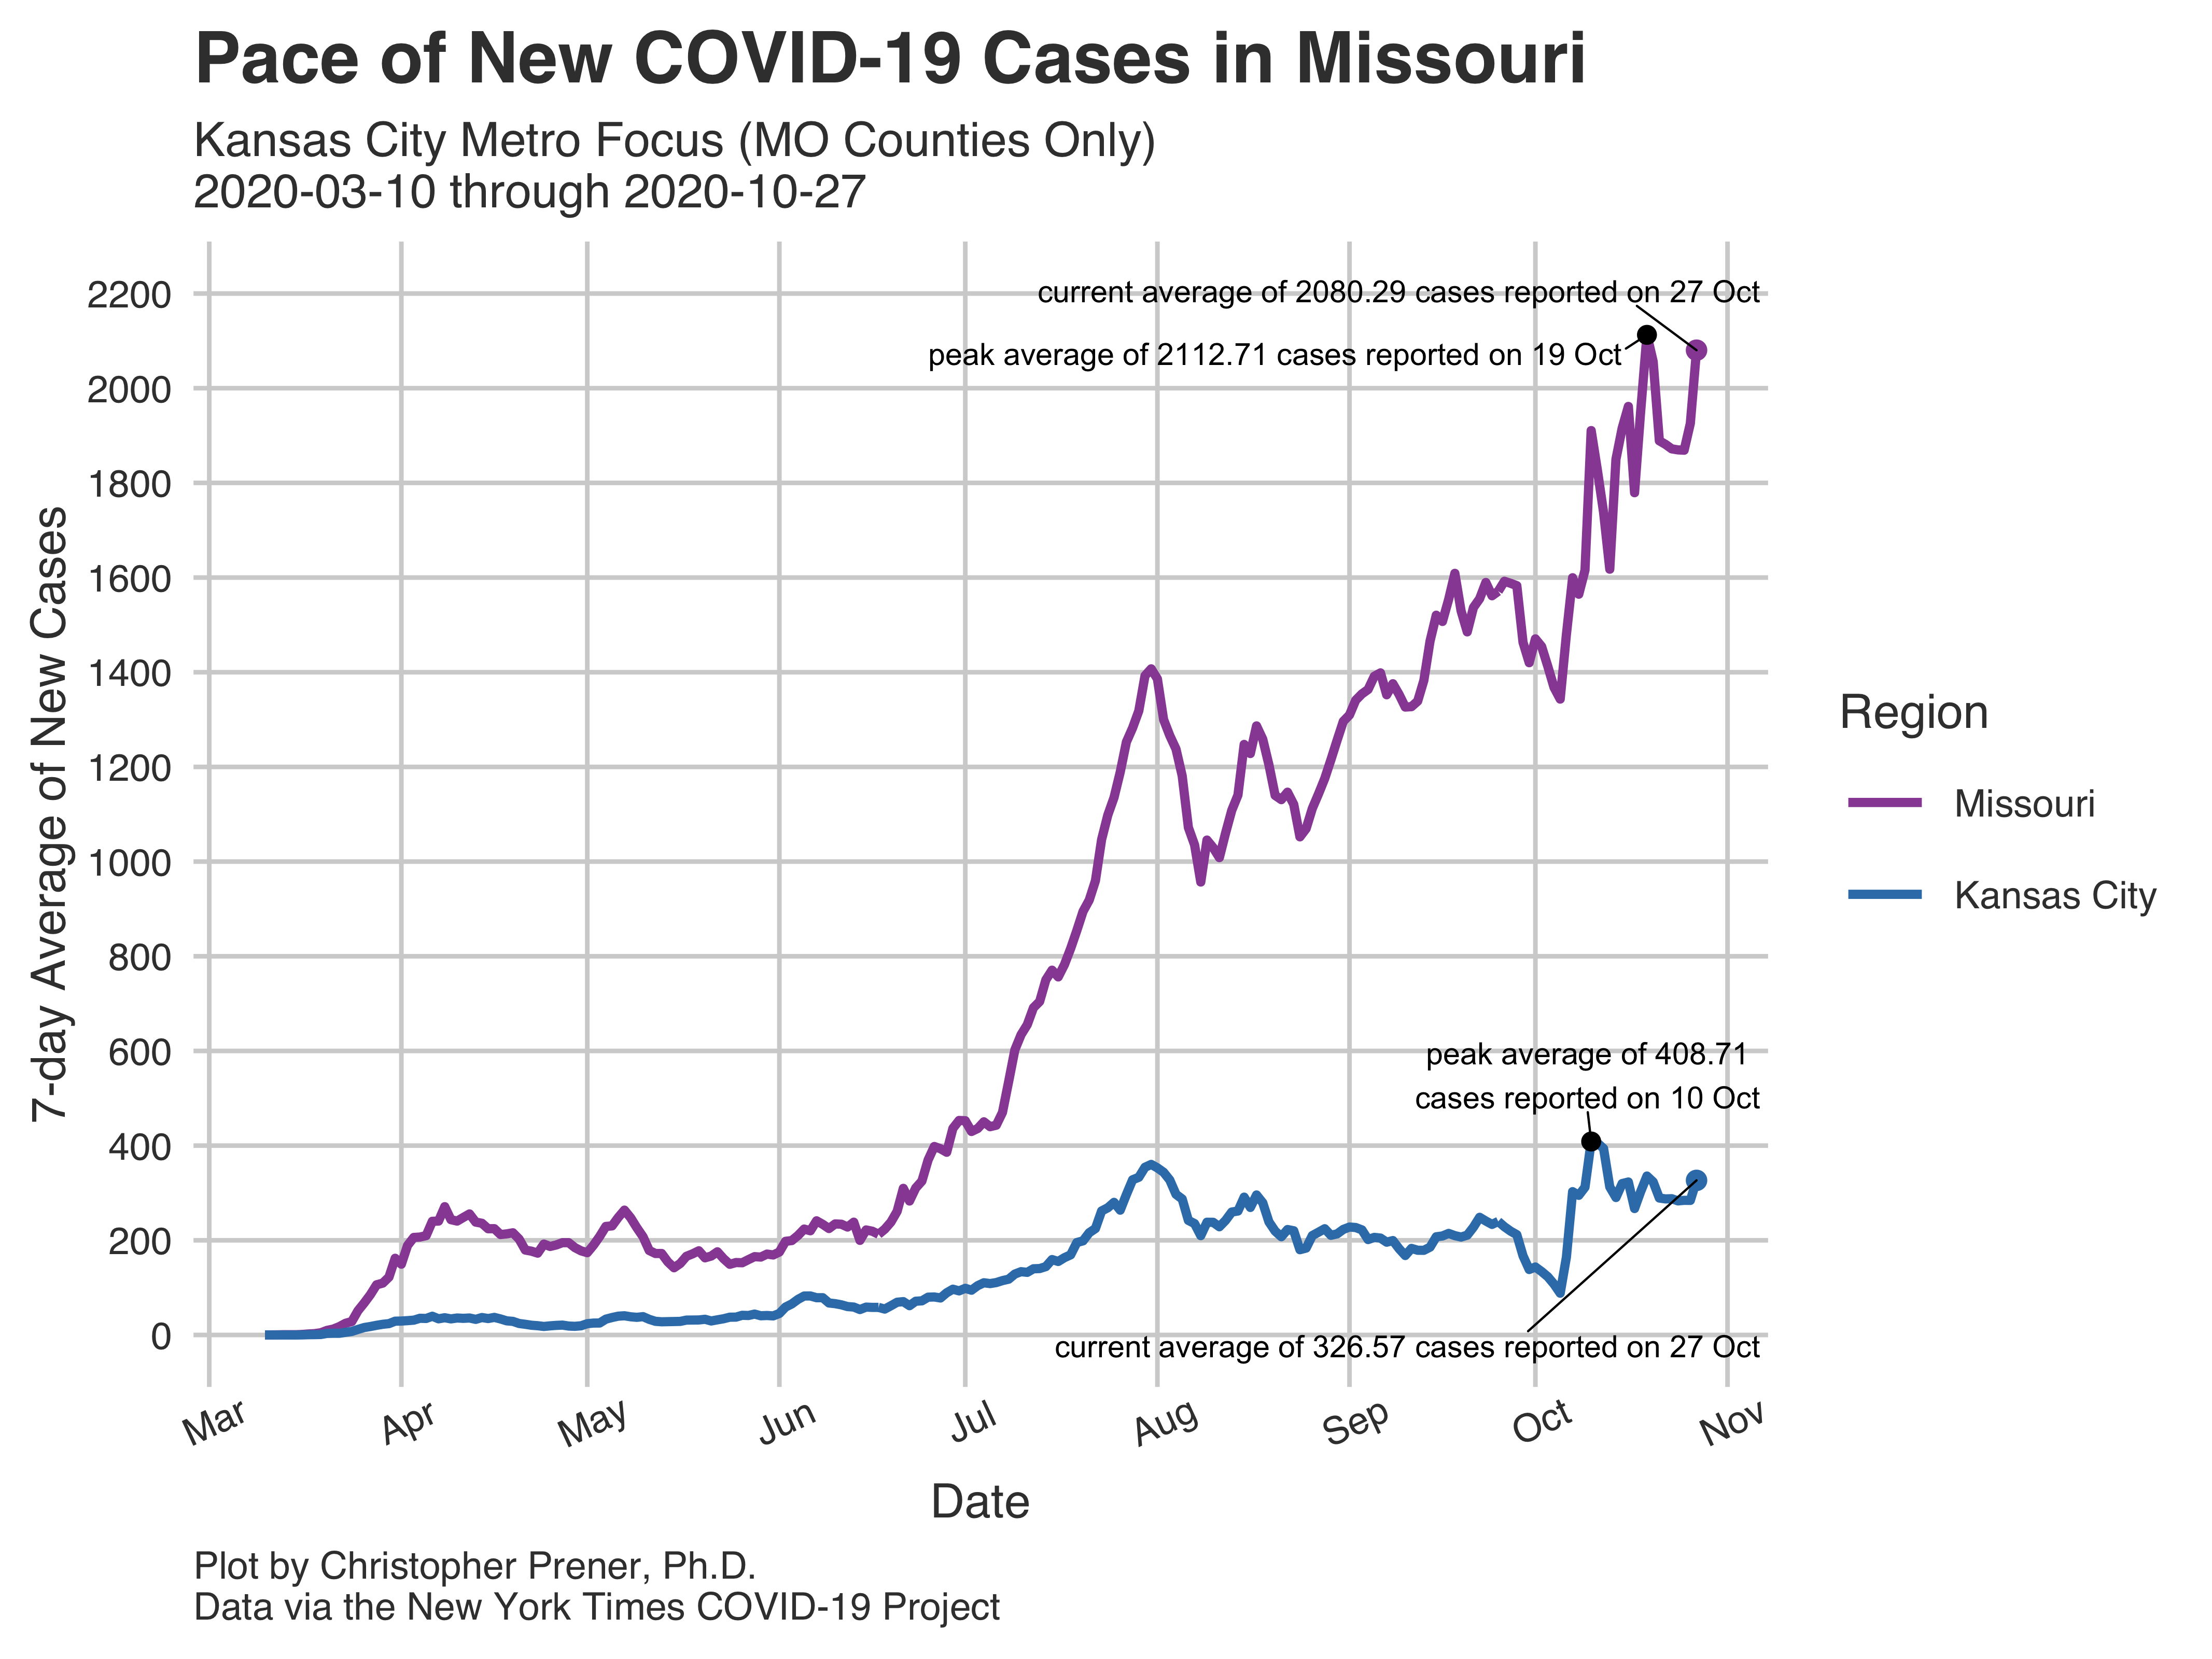 Pace of New COVID-19 Cases in Missouri
Kansas City Metro Focus (MO Counties Only)
2020-03-10 through 2020-10-27
7-day Average of New Cases
2200
2000
1800
1600
1400
1200
1000
800
600
400
200
0
current average of 2080.29 cases reported on 27 Oct
peak average of 2112.71 cases reported on 19 Oct
peak average of 408.71
cases reported on 10 Oct
current average of 326.57 cases reported on 27 Oct
Mar
Apr
May
Jun
Jul
Aug
Sep
Oct
Nov
Date
Region
Missouri
Kansas City
Plot by Christopher Prener, Ph.D.
Data via the New York Times COVID-19 Project